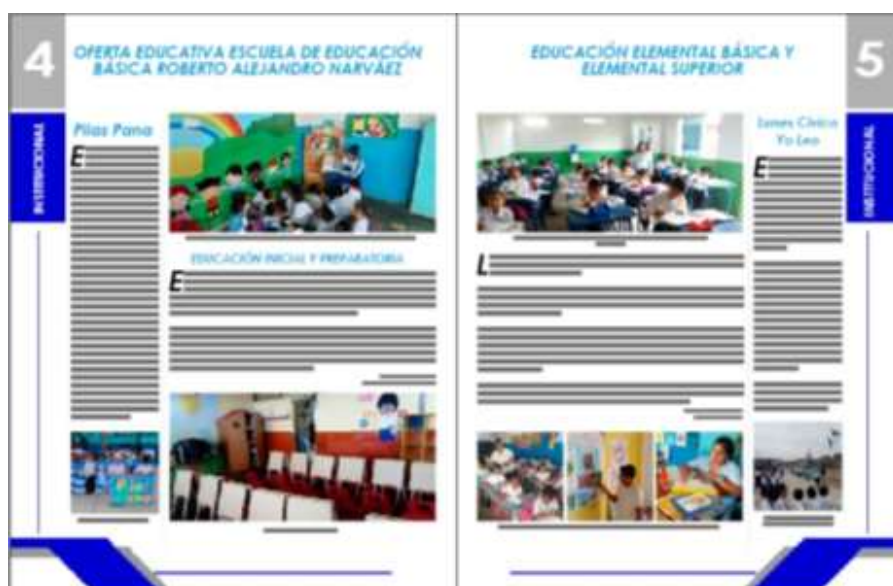 4
OFERTA EDUCATIVA ESCUELA DE EDUCACIÓN
BÁSICA ROBERTO ALEJANDRO NARVÁEZ
INSTITUCIONAL
Pilas Pana
E
EDUCACIÓN INICIAL Y PREPARATORIA
E
EDUCACIÓN ELEMENTAL BÁSICA Y
ELEMENTAL SUPERIOR
L
5
INSTITUCIONAL
Lunes Cívico
Yo Leo
E